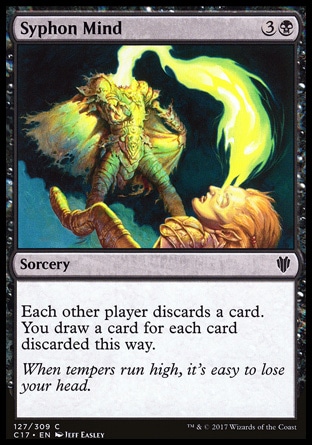 Syphon Mind 3
Sorcery
Each other player discards a card.
You draw a card for each card
discarded this way.
When tempers run high, it's easy to lose
your head.
127/309 C
C17 • EN JEFF EASLEY
™ & © 2017 Wizards of the Coast